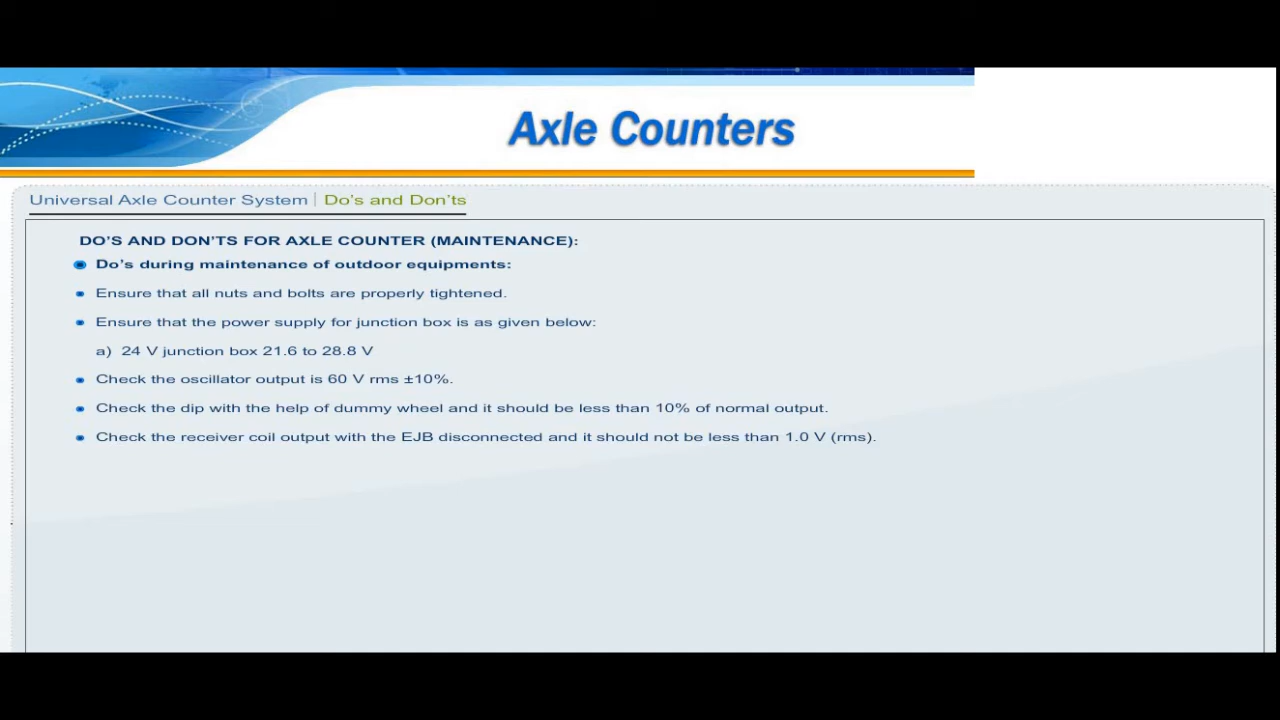 Axle Counters
Universal Axle Counter System | Do's and Don'ts
DO'S AND DON'TS FOR AXLE COUNTER (MAINTENANCE):
Do's during maintenance of outdoor equipments:
Ensure that all nuts and bolts are properly tightened.
Ensure that the power supply for junction box is as given below:
a) 24 V junction box 21.6 to 28.8 V
Check the oscillator output is 60 V rms ±10%.
Check the dip with the help of dummy wheel and it should be less than 10% of normal output.
Check the receiver coil output with the EJB disconnected and it should not be less than 1.0 V (rms).